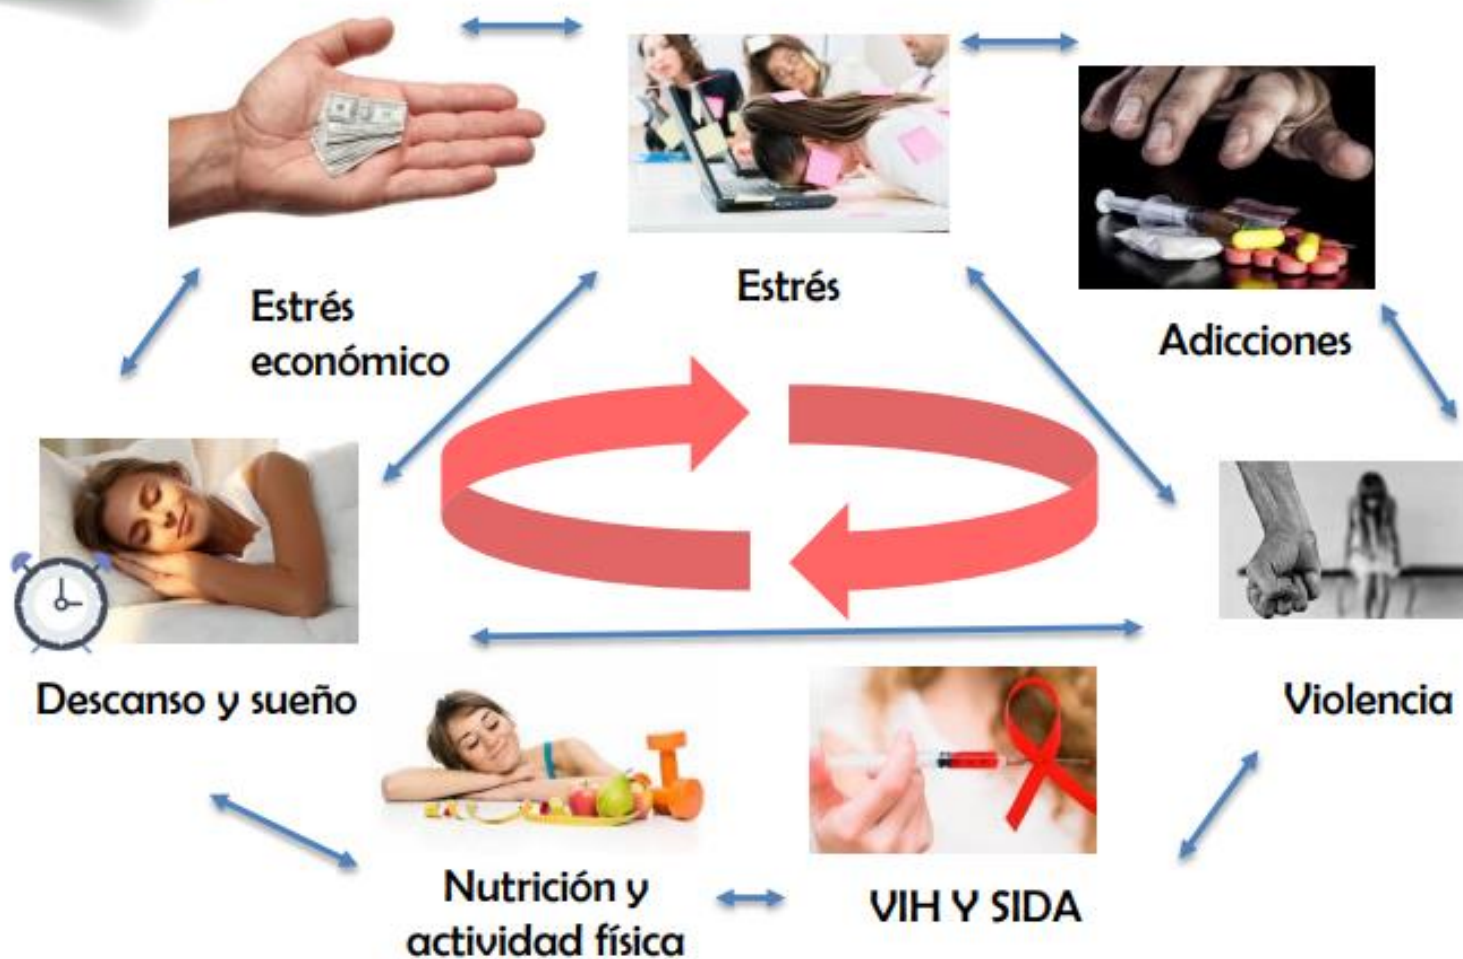 Estrés
económico
Estrés
Adicciones
Descanso y sueño
Violencia
Nutrición y
actividad física
VIH Y SIDA